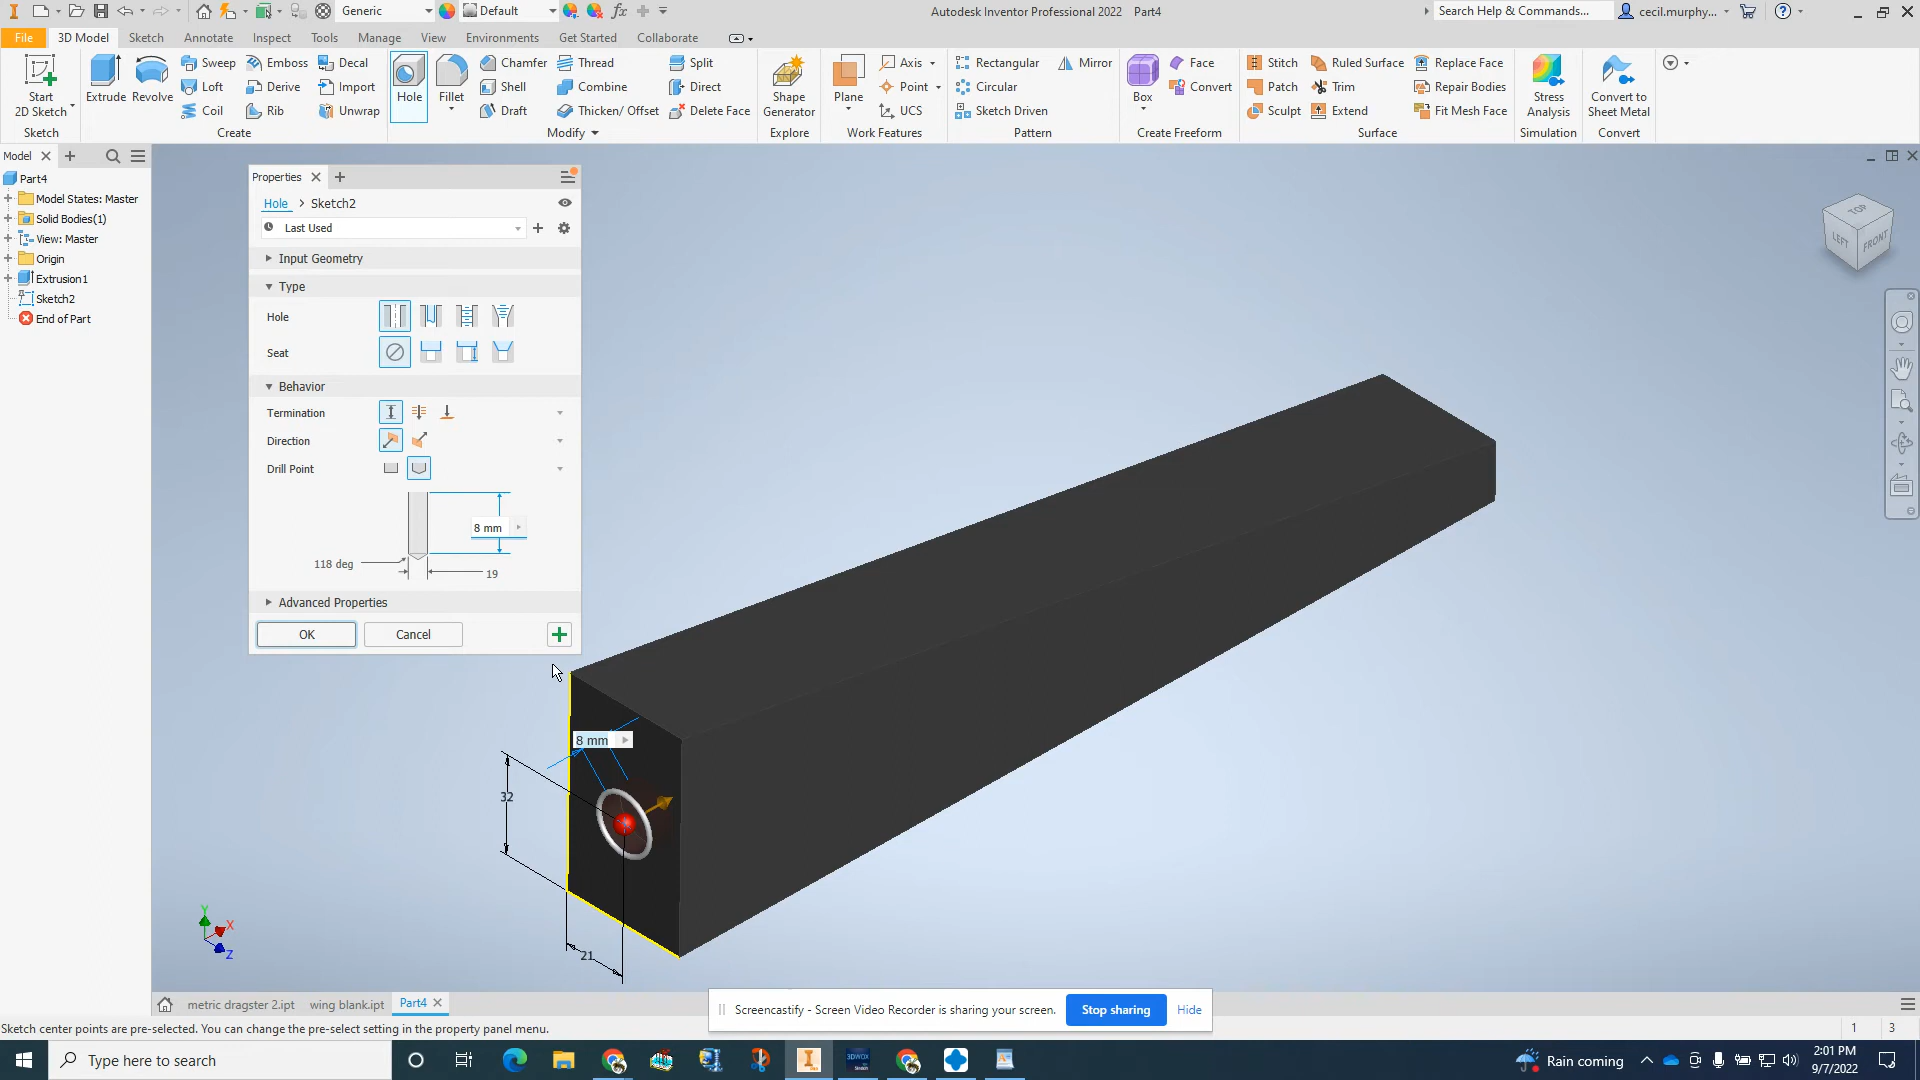 Generic
Default
Autodesk Inventor Professional 2022 Part4
Search Help & Commands...
cecil.murphy...
File
3D Model
Sketch
Annotate
Inspect
Tools
Manage
View
Environments
Get Started
Collaborate
Start
2D Sketch
Extrude
Revolve
Sweep
Emboss
Decal
Loft
Derive
Import
Coil
Rib
Unwrap
Hole
Fillet
Chamfer
Thread
Split
Shell
Combine
Direct
Draft
Thicken/ Offset
Delete Face
Shape
Generator
Plane
Axis
Point
UCS
Rectangular
Mirror
Circular
Sketch Driven
Box
Face
Convert
Stitch
Ruled Surface
Replace Face
Patch
Trim
Repair Bodies
Sculpt
Extend
Fit Mesh Face
Stress
Analysis
Convert to
Sheet Metal
Sketch
Create
Modify
Explore
Work Features
Pattern
Create Freeform
Surface
Simulation
Convert
Model
Part4
Model States: Master
Solid Bodies(1)
View: Master
Origin
Extrusion1
Sketch2
End of Part
Properties
Hole
Sketch2
Last Used
Input Geometry
Type
Hole
Seat
Behavior
Termination
Direction
Drill Point
8 mm
118 deg
19
Advanced Properties
OK
Cancel
8 mm
32
21
TOP
LEFT
FRONT
Y
X
Z
metric dragster 2.ipt
wing blank.ipt
Part4
Screencastify - Screen Video Recorder is sharing your screen.
Stop sharing
Hide
Sketch center points are pre-selected. You can change the pre-select setting in the property panel menu.
1
3
Type here to search
Rain coming
2:01 PM
9/7/2022